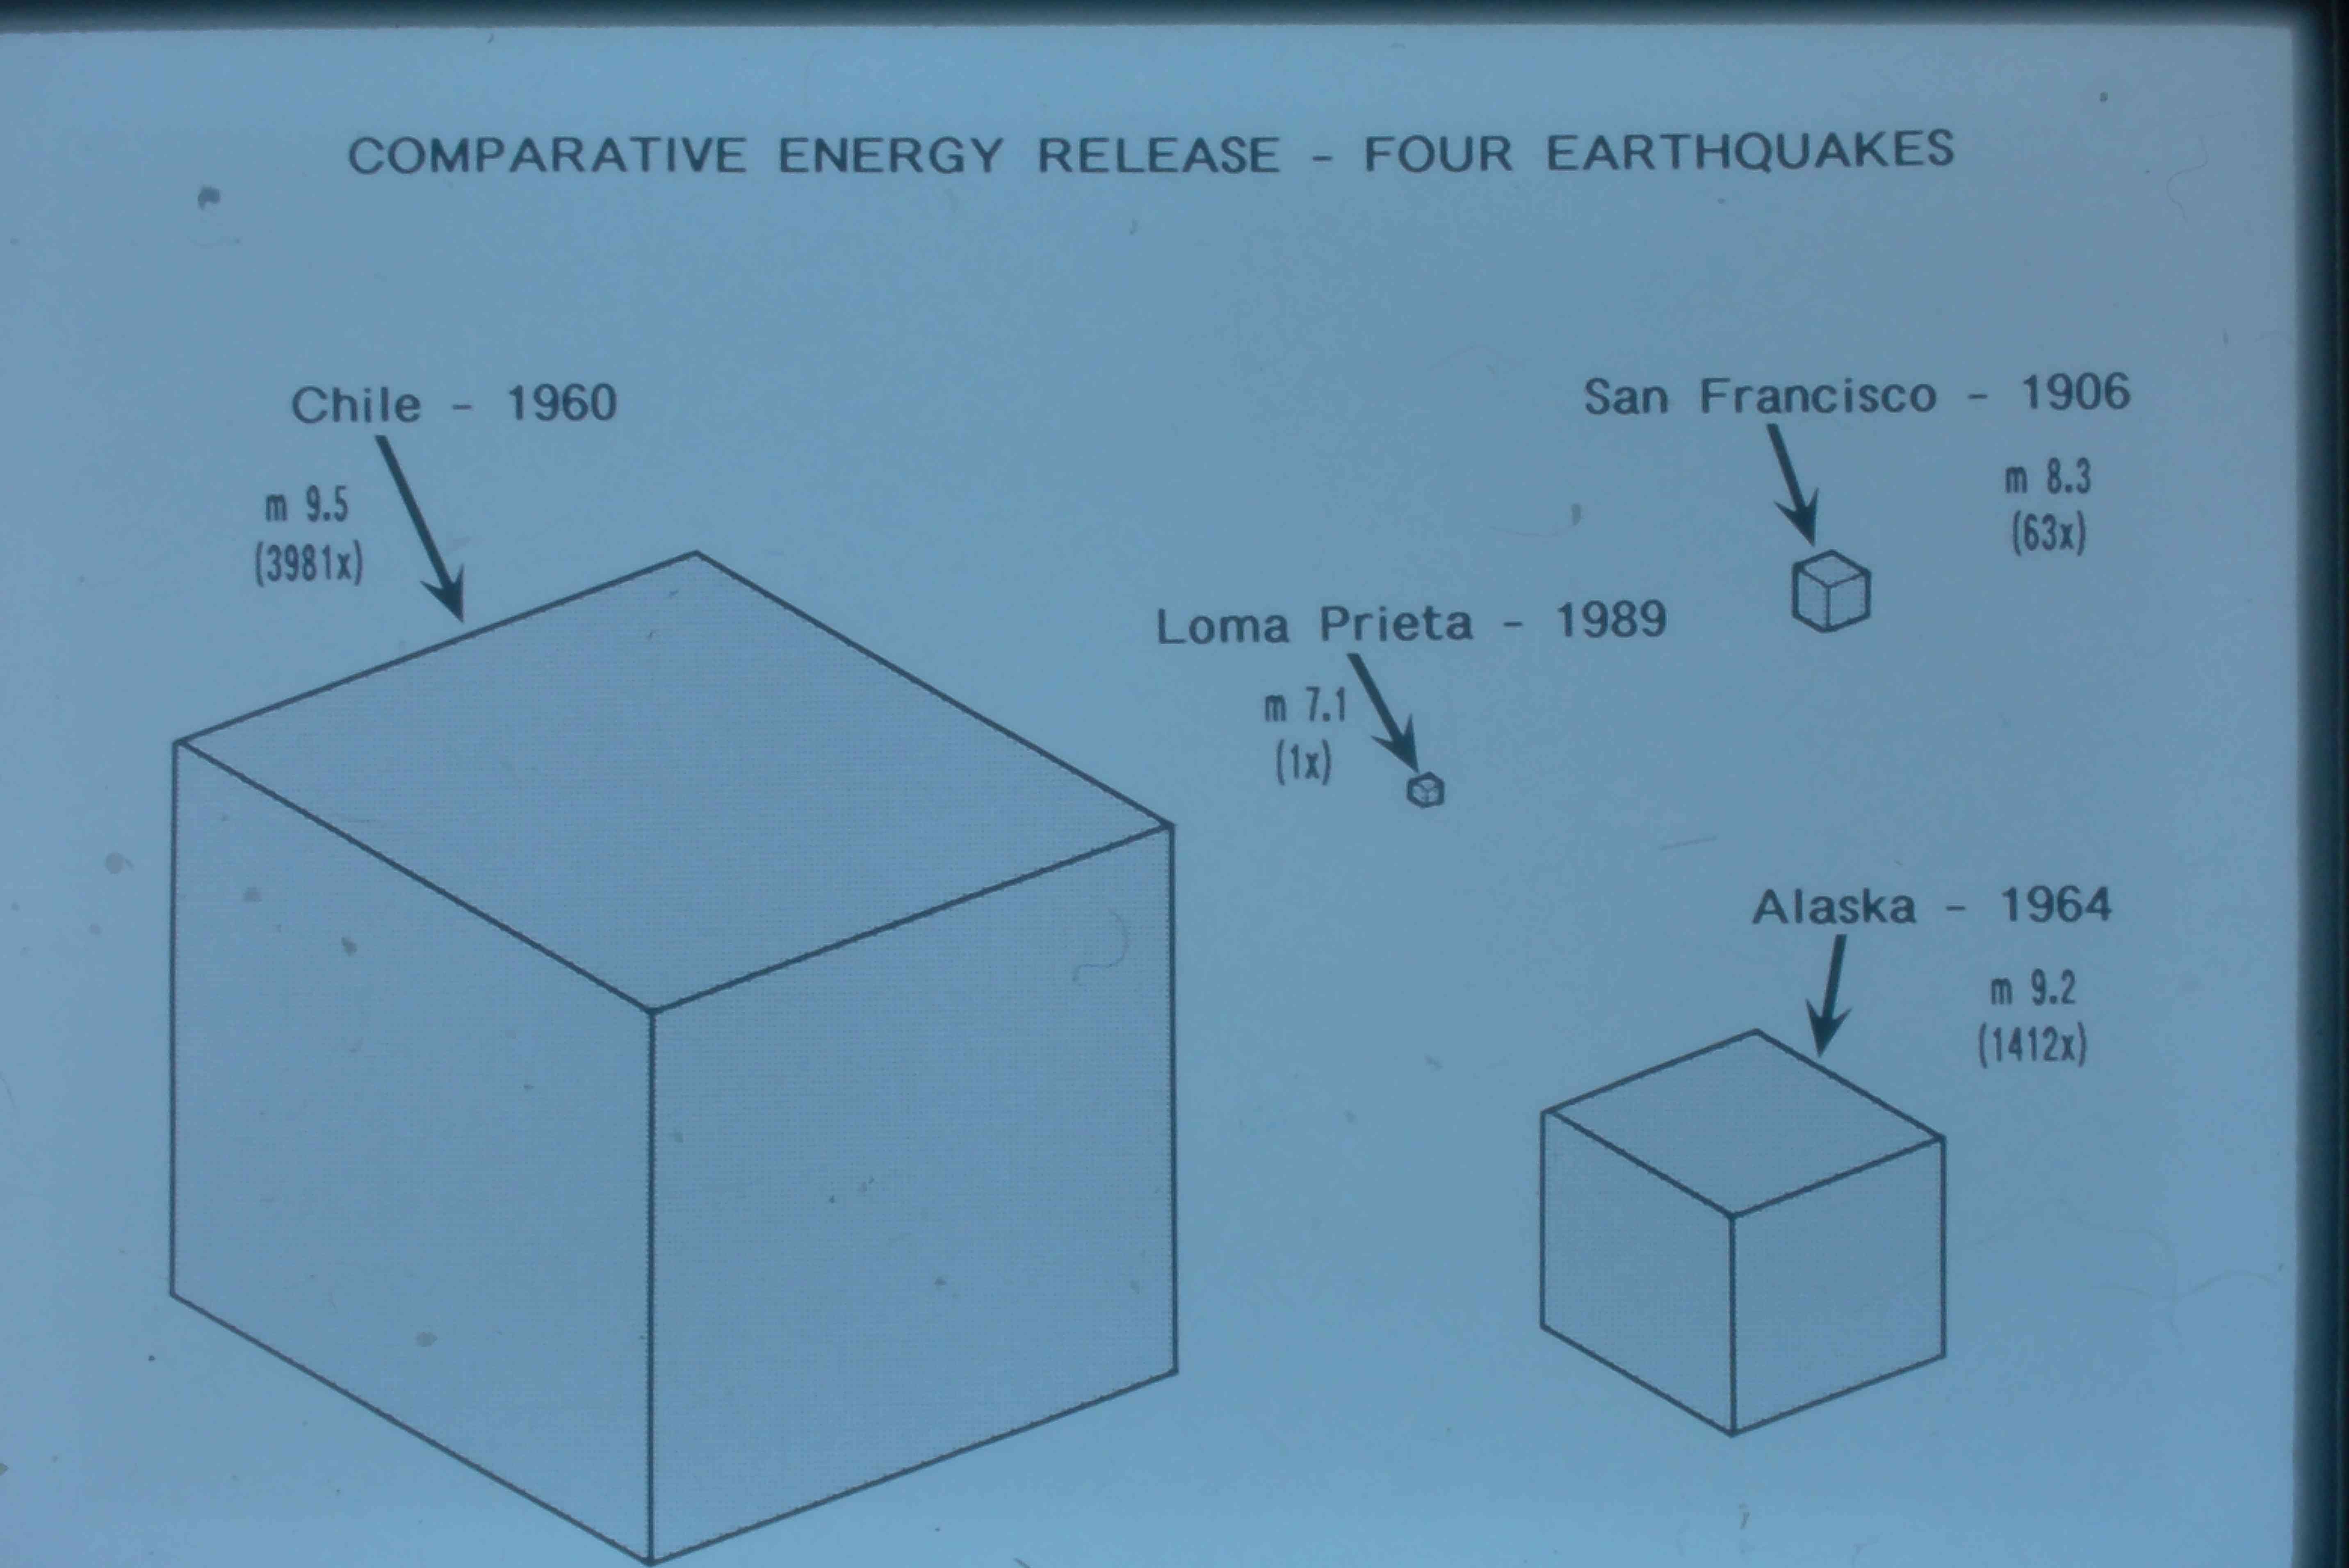 COMPARATIVE ENERGY RELEASE - FOUR EARTHQUAKES
Chile - 1960
m 9.5
(3981x)
San Francisco - 1906
m 8.3
(63x)
Loma Prieta - 1989
m 7.1
(1x)
Alaska - 1964
m 9.2
(1412x)